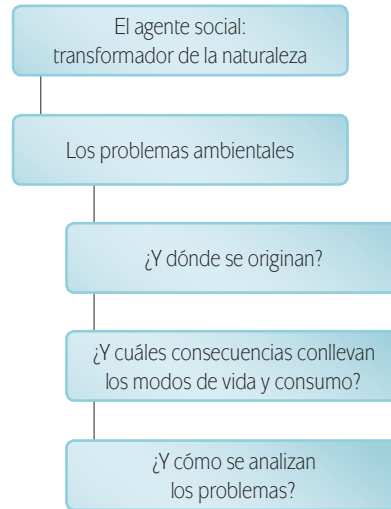 El agente social:
transformador de la naturaleza
Los problemas ambientales
¿Y dónde se originan?
¿Y cuáles consecuencias conllevan
los modos de vida y consumo?
¿Y cómo se analizan
los problemas?